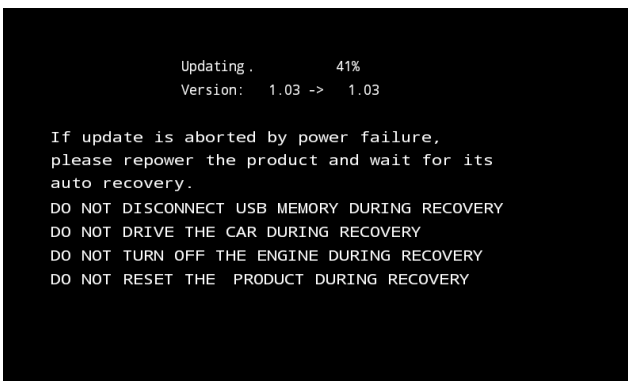 Updating. 41%
Version: 1.03 -> 1.03
If update is aborted by power failure,
please repower the product and wait for its
auto recovery.
DO NOT DISCONNECT USB MEMORY DURING RECOVERY
DO NOT DRIVE THE CAR DURING RECOVERY
DO NOT TURN OFF THE ENGINE DURING RECOVERY
DO NOT RESET THE PRODUCT DURING RECOVERY